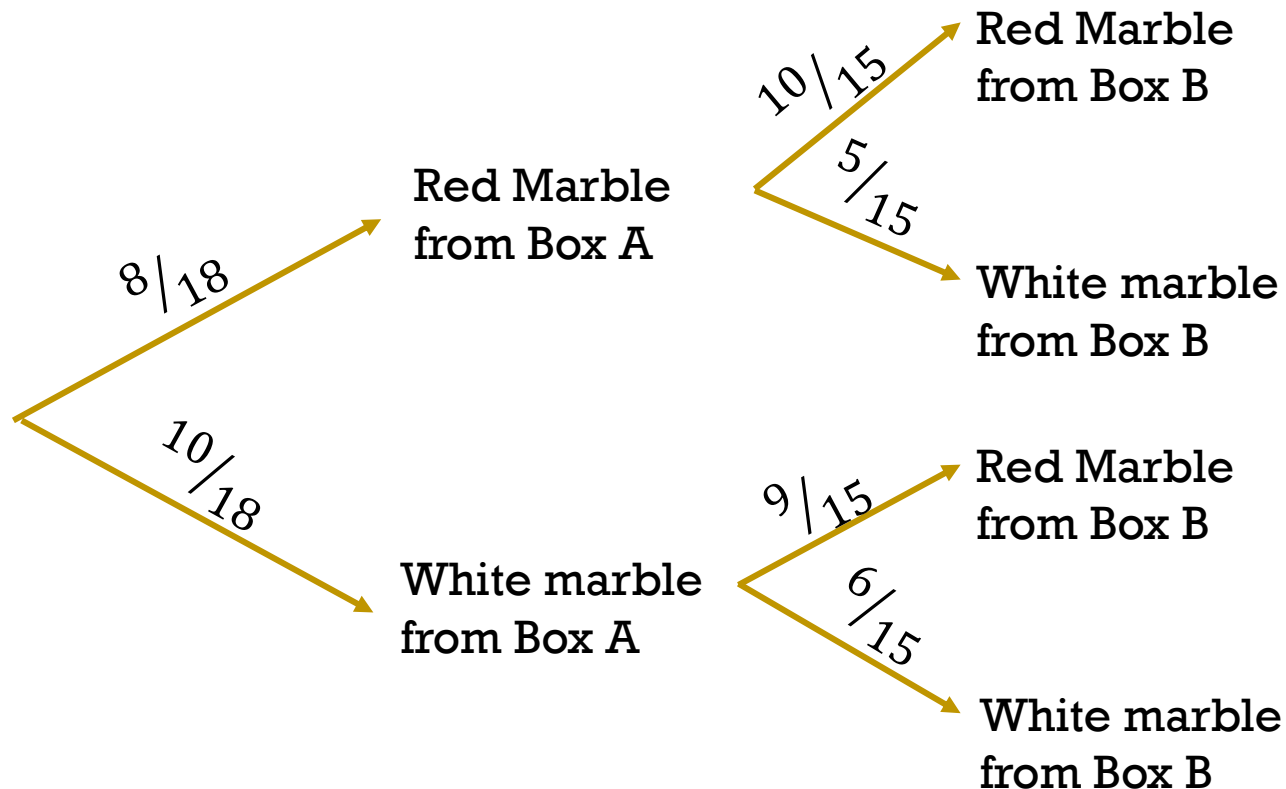 Red Marble
from Box B
10/15
5/15
Red Marble
from Box A
8/18
White marble
from Box B
10/18
Red Marble
from Box B
9/15
6/15
White marble
from Box A
White marble
from Box B